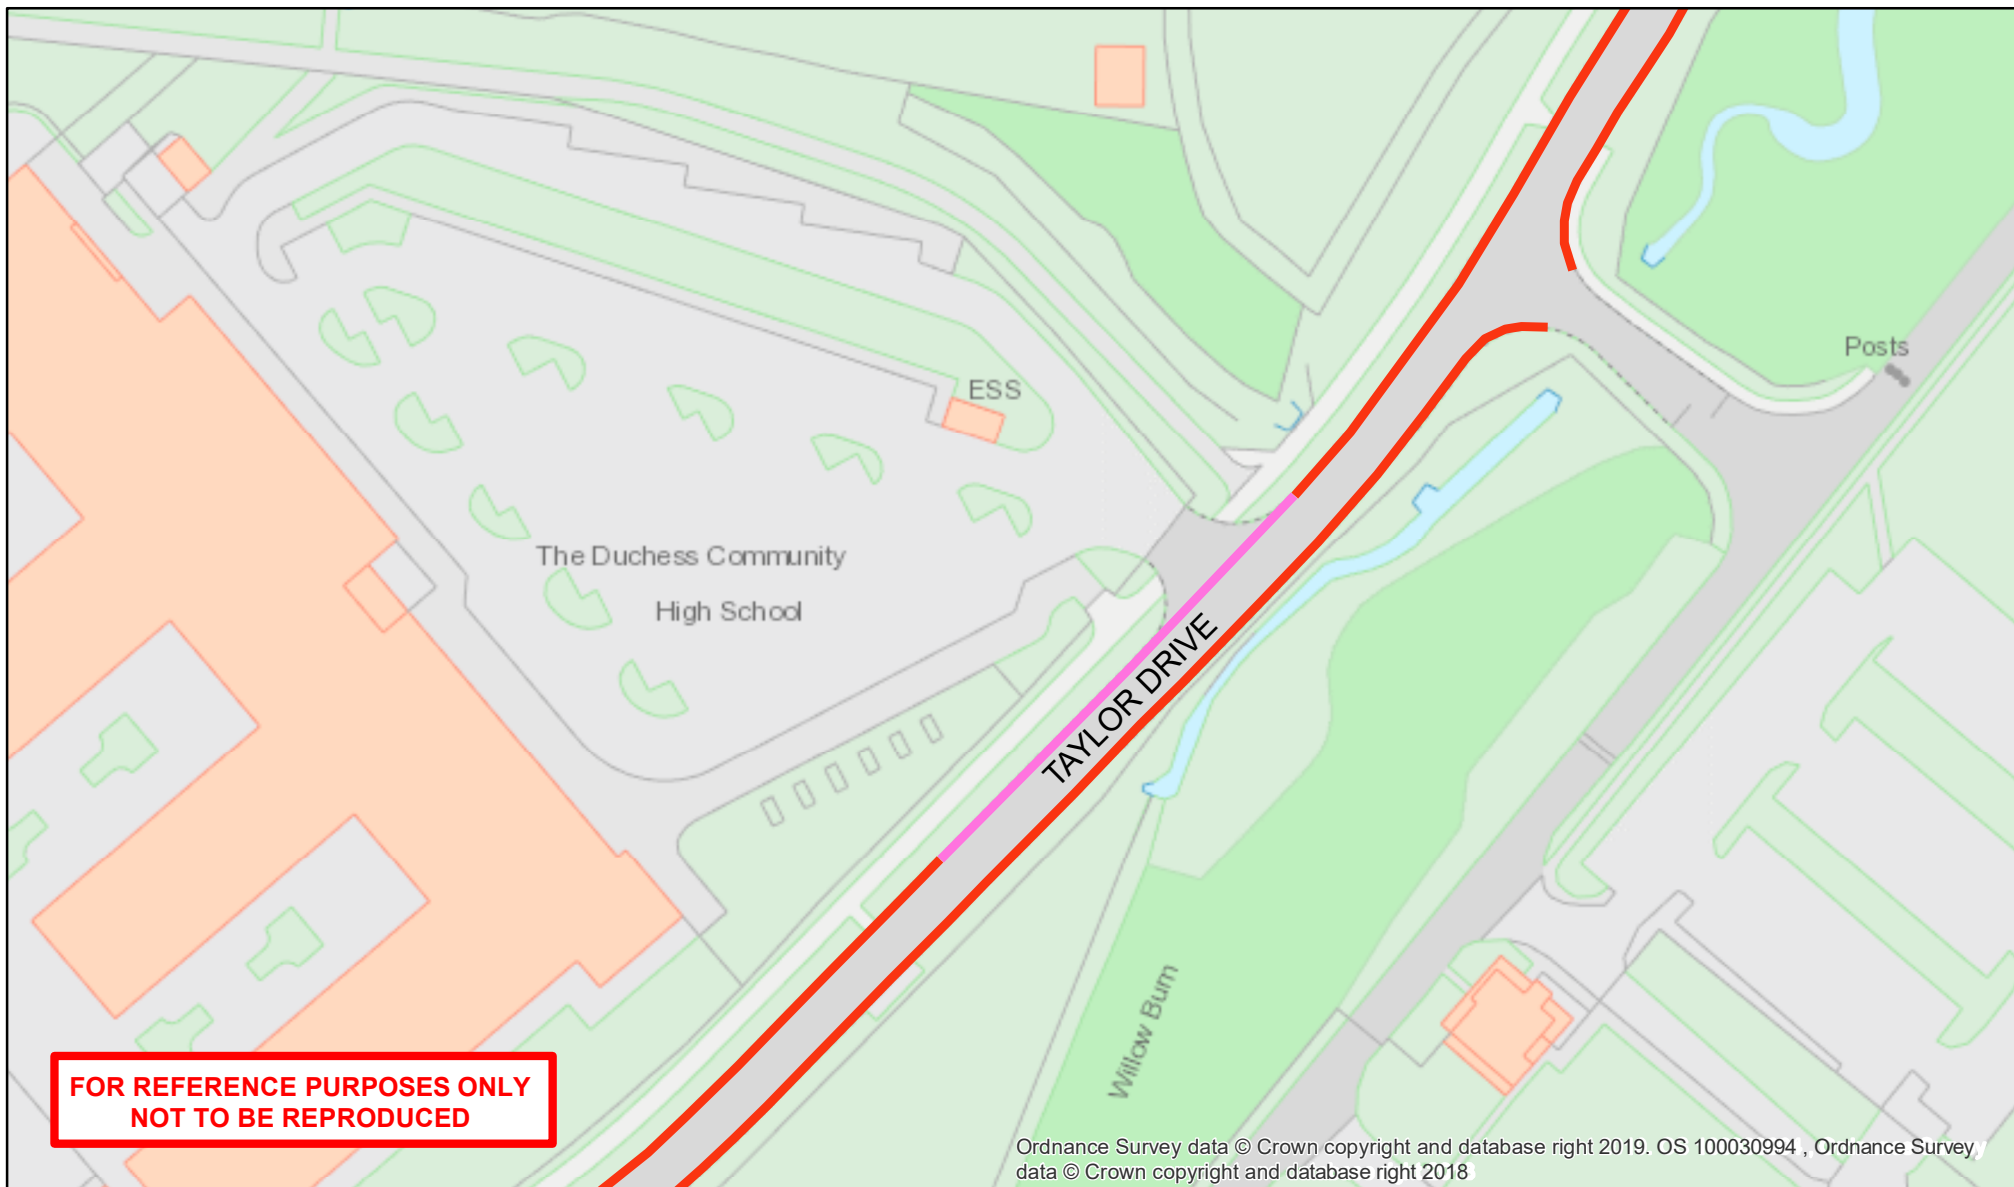 Posts
ESS
The Duchess Community
High School
TAYLOR DRIVE
Willow Burn
FOR REFERENCE PURPOSES ONLY
NOT TO BE REPRODUCED
Ordnance Survey data © Crown copyright and database right 2019. OS 100030994 , Ordnance Survey
data © Crown copyright and database right 2018